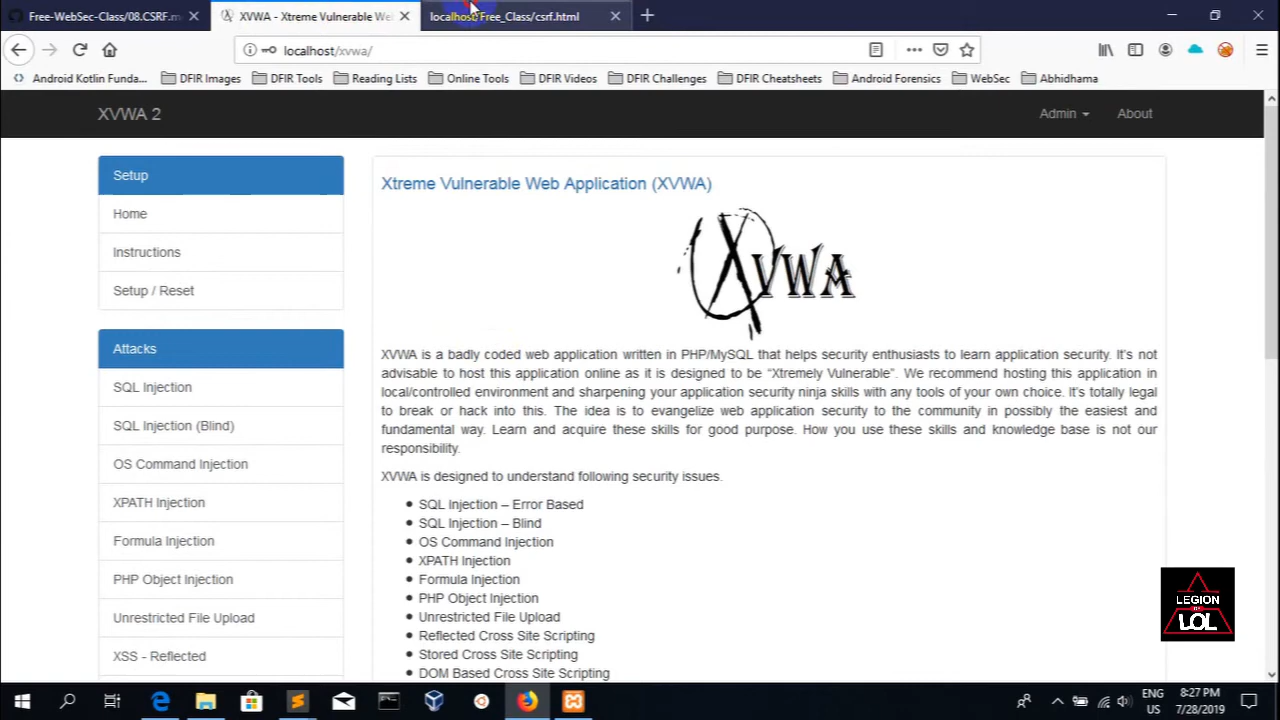 Free-WebSec-Class/08.CSRF.m
XVWA - Xtreme Vulnerable We
localhost/Free_Class/csrf.html
localhost/xvwa/
Android Kotlin Funda...
DFIR Images
DFIR Tools
Reading Lists
Online Tools
DFIR Videos
DFIR Challenges
DFIR Cheatsheets
Android Forensics
WebSec
Abhidhama
XVWA 2
Admin
About
Setup
Home
Instructions
Setup / Reset
Attacks
SQL Injection
SQL Injection (Blind)
OS Command Injection
XPATH Injection
Formula Injection
PHP Object Injection
Unrestricted File Upload
XSS - Reflected
Xtreme Vulnerable Web Application (XVWA)
XVWA
XVWA is a badly coded web application written in PHP/MySQL that helps security enthusiasts to learn application security. It's not
advisable to host this application online as it is designed to be “Xtremely Vulnerable”. We recommend hosting this application in
local/controlled environment and sharpening your application security ninja skills with any tools of your own choice. It's totally legal
to break or hack into this. The idea is to evangelize web application security to the community in possibly the easiest and
fundamental way. Learn and acquire these skills for good purpose. How you use these skills and knowledge base is not our
responsibility.
XVWA is designed to understand following security issues.
SQL Injection – Error Based
SQL Injection – Blind
OS Command Injection
XPATH Injection
Formula Injection
PHP Object Injection
Unrestricted File Upload
Reflected Cross Site Scripting
Stored Cross Site Scripting
DOM Based Cross Site Scripting
LEGION
OF
LOL
ENG
US
8:27 PM
7/28/2019